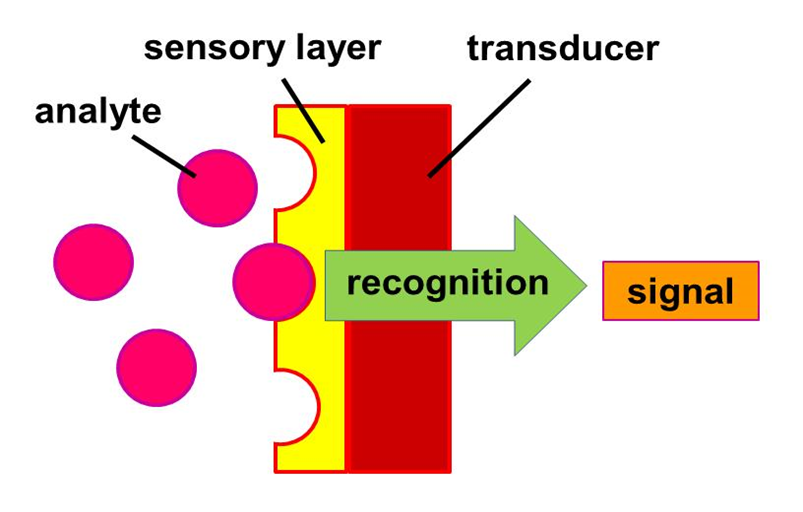 sensory layer
transducer
analyte
recognition
signal